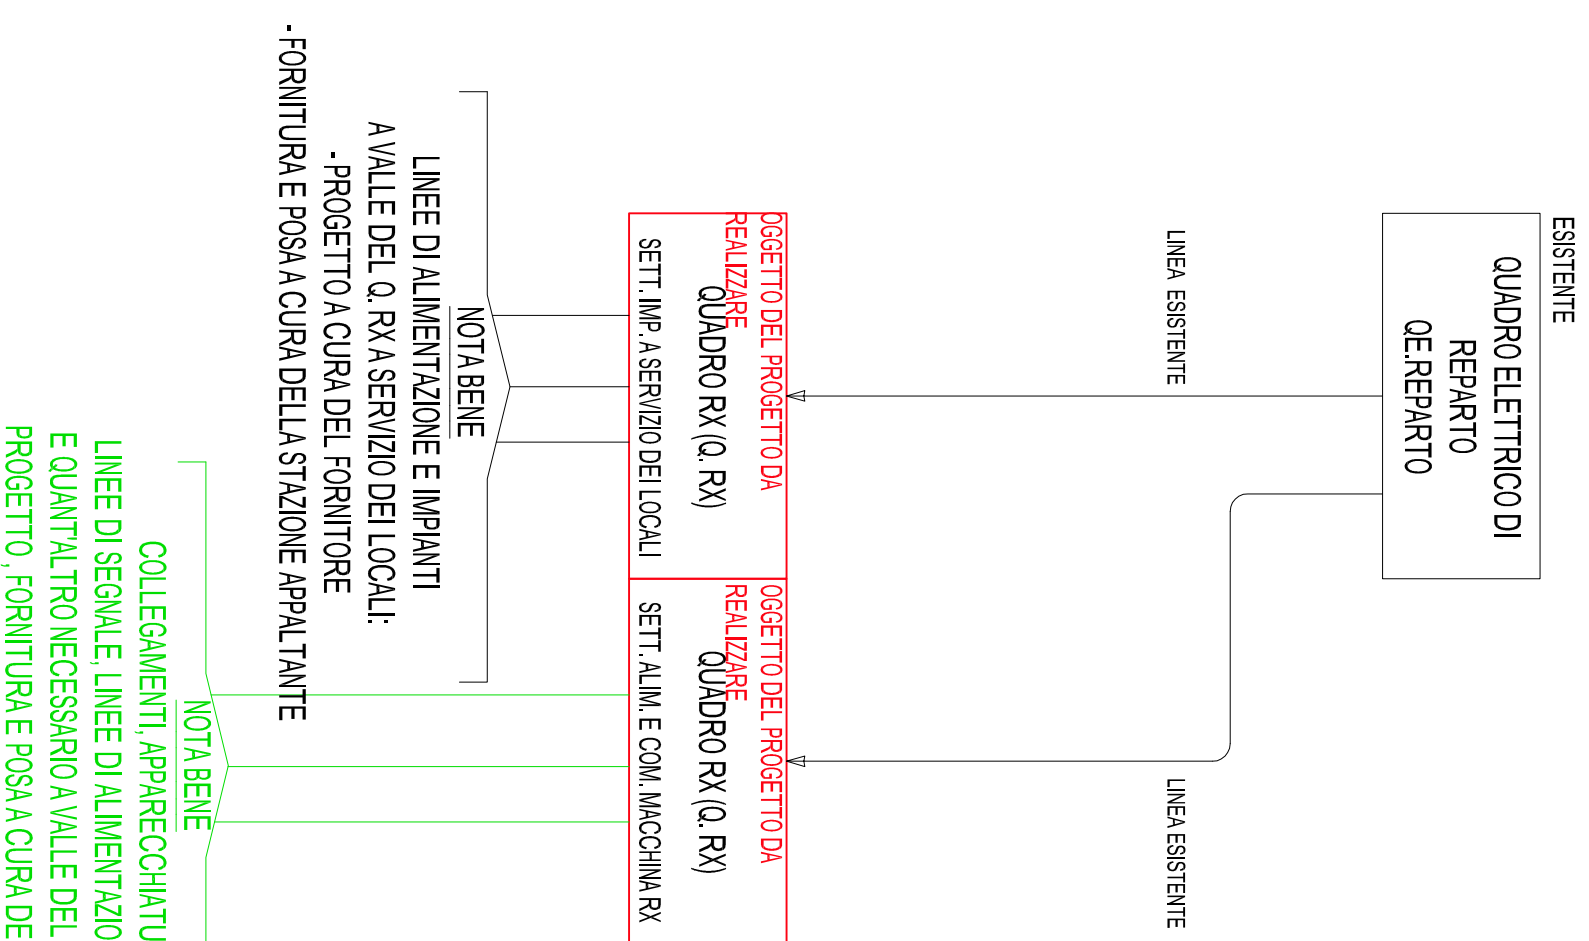 ESISTENTE
QUADRO ELETTRICO DI
REPARTO
QE.REPARTO
LINEA ESISTENTE
LINEA ESISTENTE
OGGETTO DEL PROGETTO DA
REALIZZARE
QUADRO RX (Q. RX)
SETT. IMP. A SERVIZIO DEI LOCALI
OGGETTO DEL PROGETTO DA
REALIZZARE
QUADRO RX (Q. RX)
SETT. ALIM. E COM. MACCHINA RX
NOTA BENE
LINEE DI ALIMENTAZIONE E IMPIANTI
A VALLE DEL Q. RX A SERVIZIO DEI LOCALI:
- PROGETTO A CURA DEL FORNITORE
- FORNITURA E POSA A CURA DELLA STAZIONE APPALTANTE
NOTA BENE
COLLEGAMENTI, APPARECCHIATU
LINEE DI SEGNALE, LINEE DI ALIMENTAZIO
E QUANT'ALTRO NECESSARIO A VALLE DEL
PROGETTO , FORNITURA E POSA A CURA DE